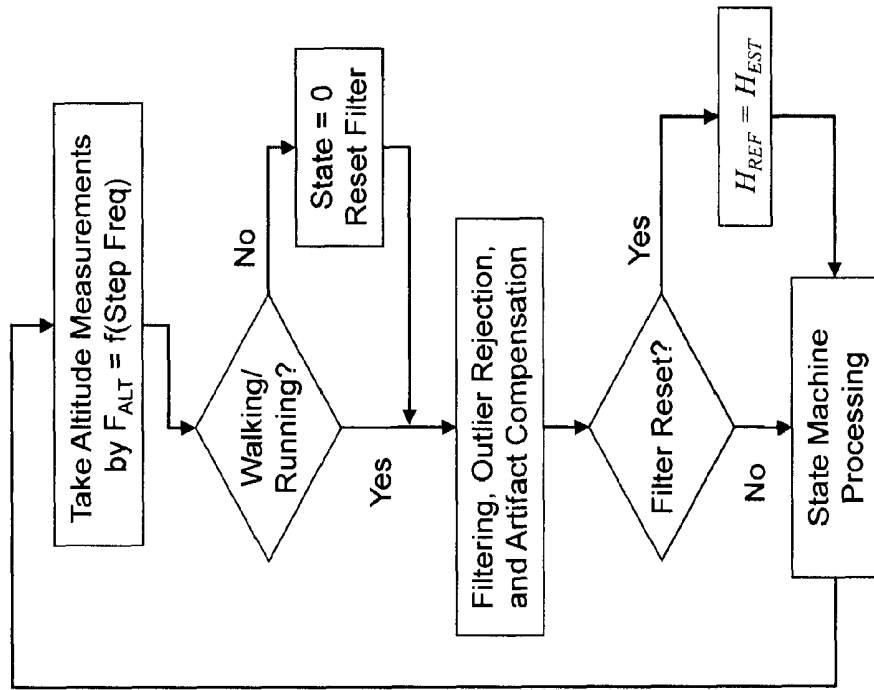 Take Altitude Measurements
by F_ALT = f(Step Freq)
Walking/
Running?
No
State = 0
Reset Filter
Yes
Filtering, Outlier Rejection,
and Artifact Compensation
Filter Reset?
Yes
H_REF = H_EST
No
State Machine
Processing